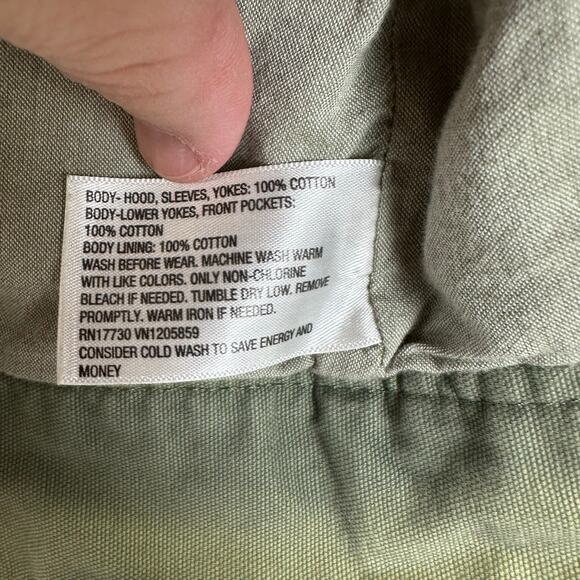 BODY- HOOD, SLEEVES, YOKES: 100% COTTON
BODY-LOWER YOKES, FRONT POCKETS:
100% COTTON
BODY LINING: 100% COTTON
WASH BEFORE WEAR. MACHINE WASH WARM
WITH LIKE COLORS. ONLY NON-CHLORINE
BLEACH IF NEEDED. TUMBLE DRY LOW. REMOVE
PROMPTLY. WARM IRON IF NEEDED.
RN17730 VN1205859
CONSIDER COLD WASH TO SAVE ENERGY AND
MONEY